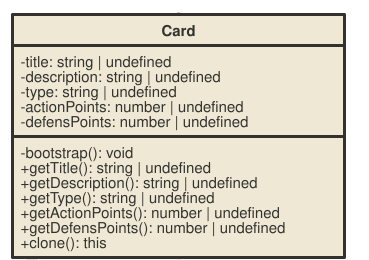 Card
-title: string | undefined
-description: string | undefined
-type: string | undefined
-actionPoints: number | undefined
-defensPoints: number | undefined
-bootstrap(): void
+getTitle(): string | undefined
+getDescription(): string | undefined
+getType(): string | undefined
+getActionPoints(): number | undefined
+getDefensPoints(): number | undefined
+clone(): this